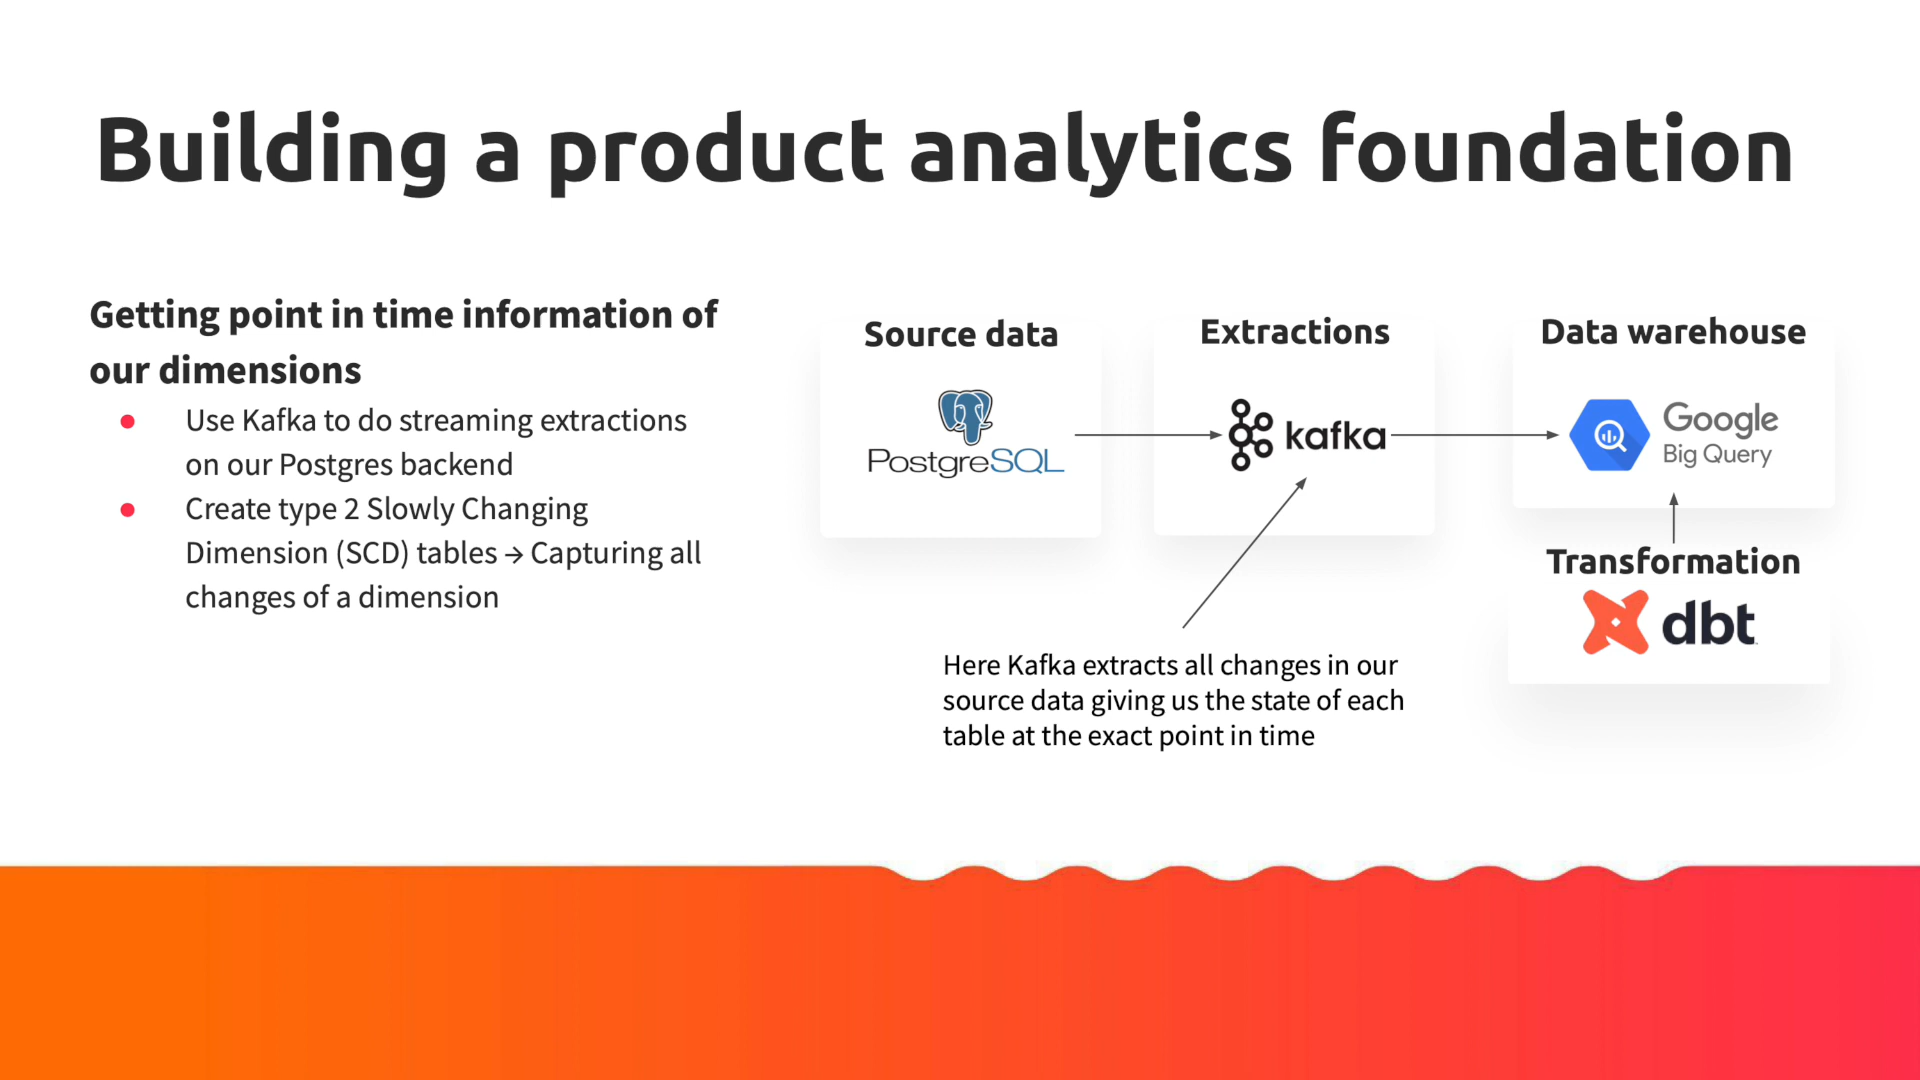 Building a product analytics foundation
Getting point in time information of
our dimensions
● Use Kafka to do streaming extractions
on our Postgres backend
● Create type 2 Slowly Changing
Dimension (SCD) tables → Capturing all
changes of a dimension
Source data
PostgreSQL
Extractions
kafka
Data warehouse
Google
Big Query
Transformation
dbt
Here Kafka extracts all changes in our
source data giving us the state of each
table at the exact point in time